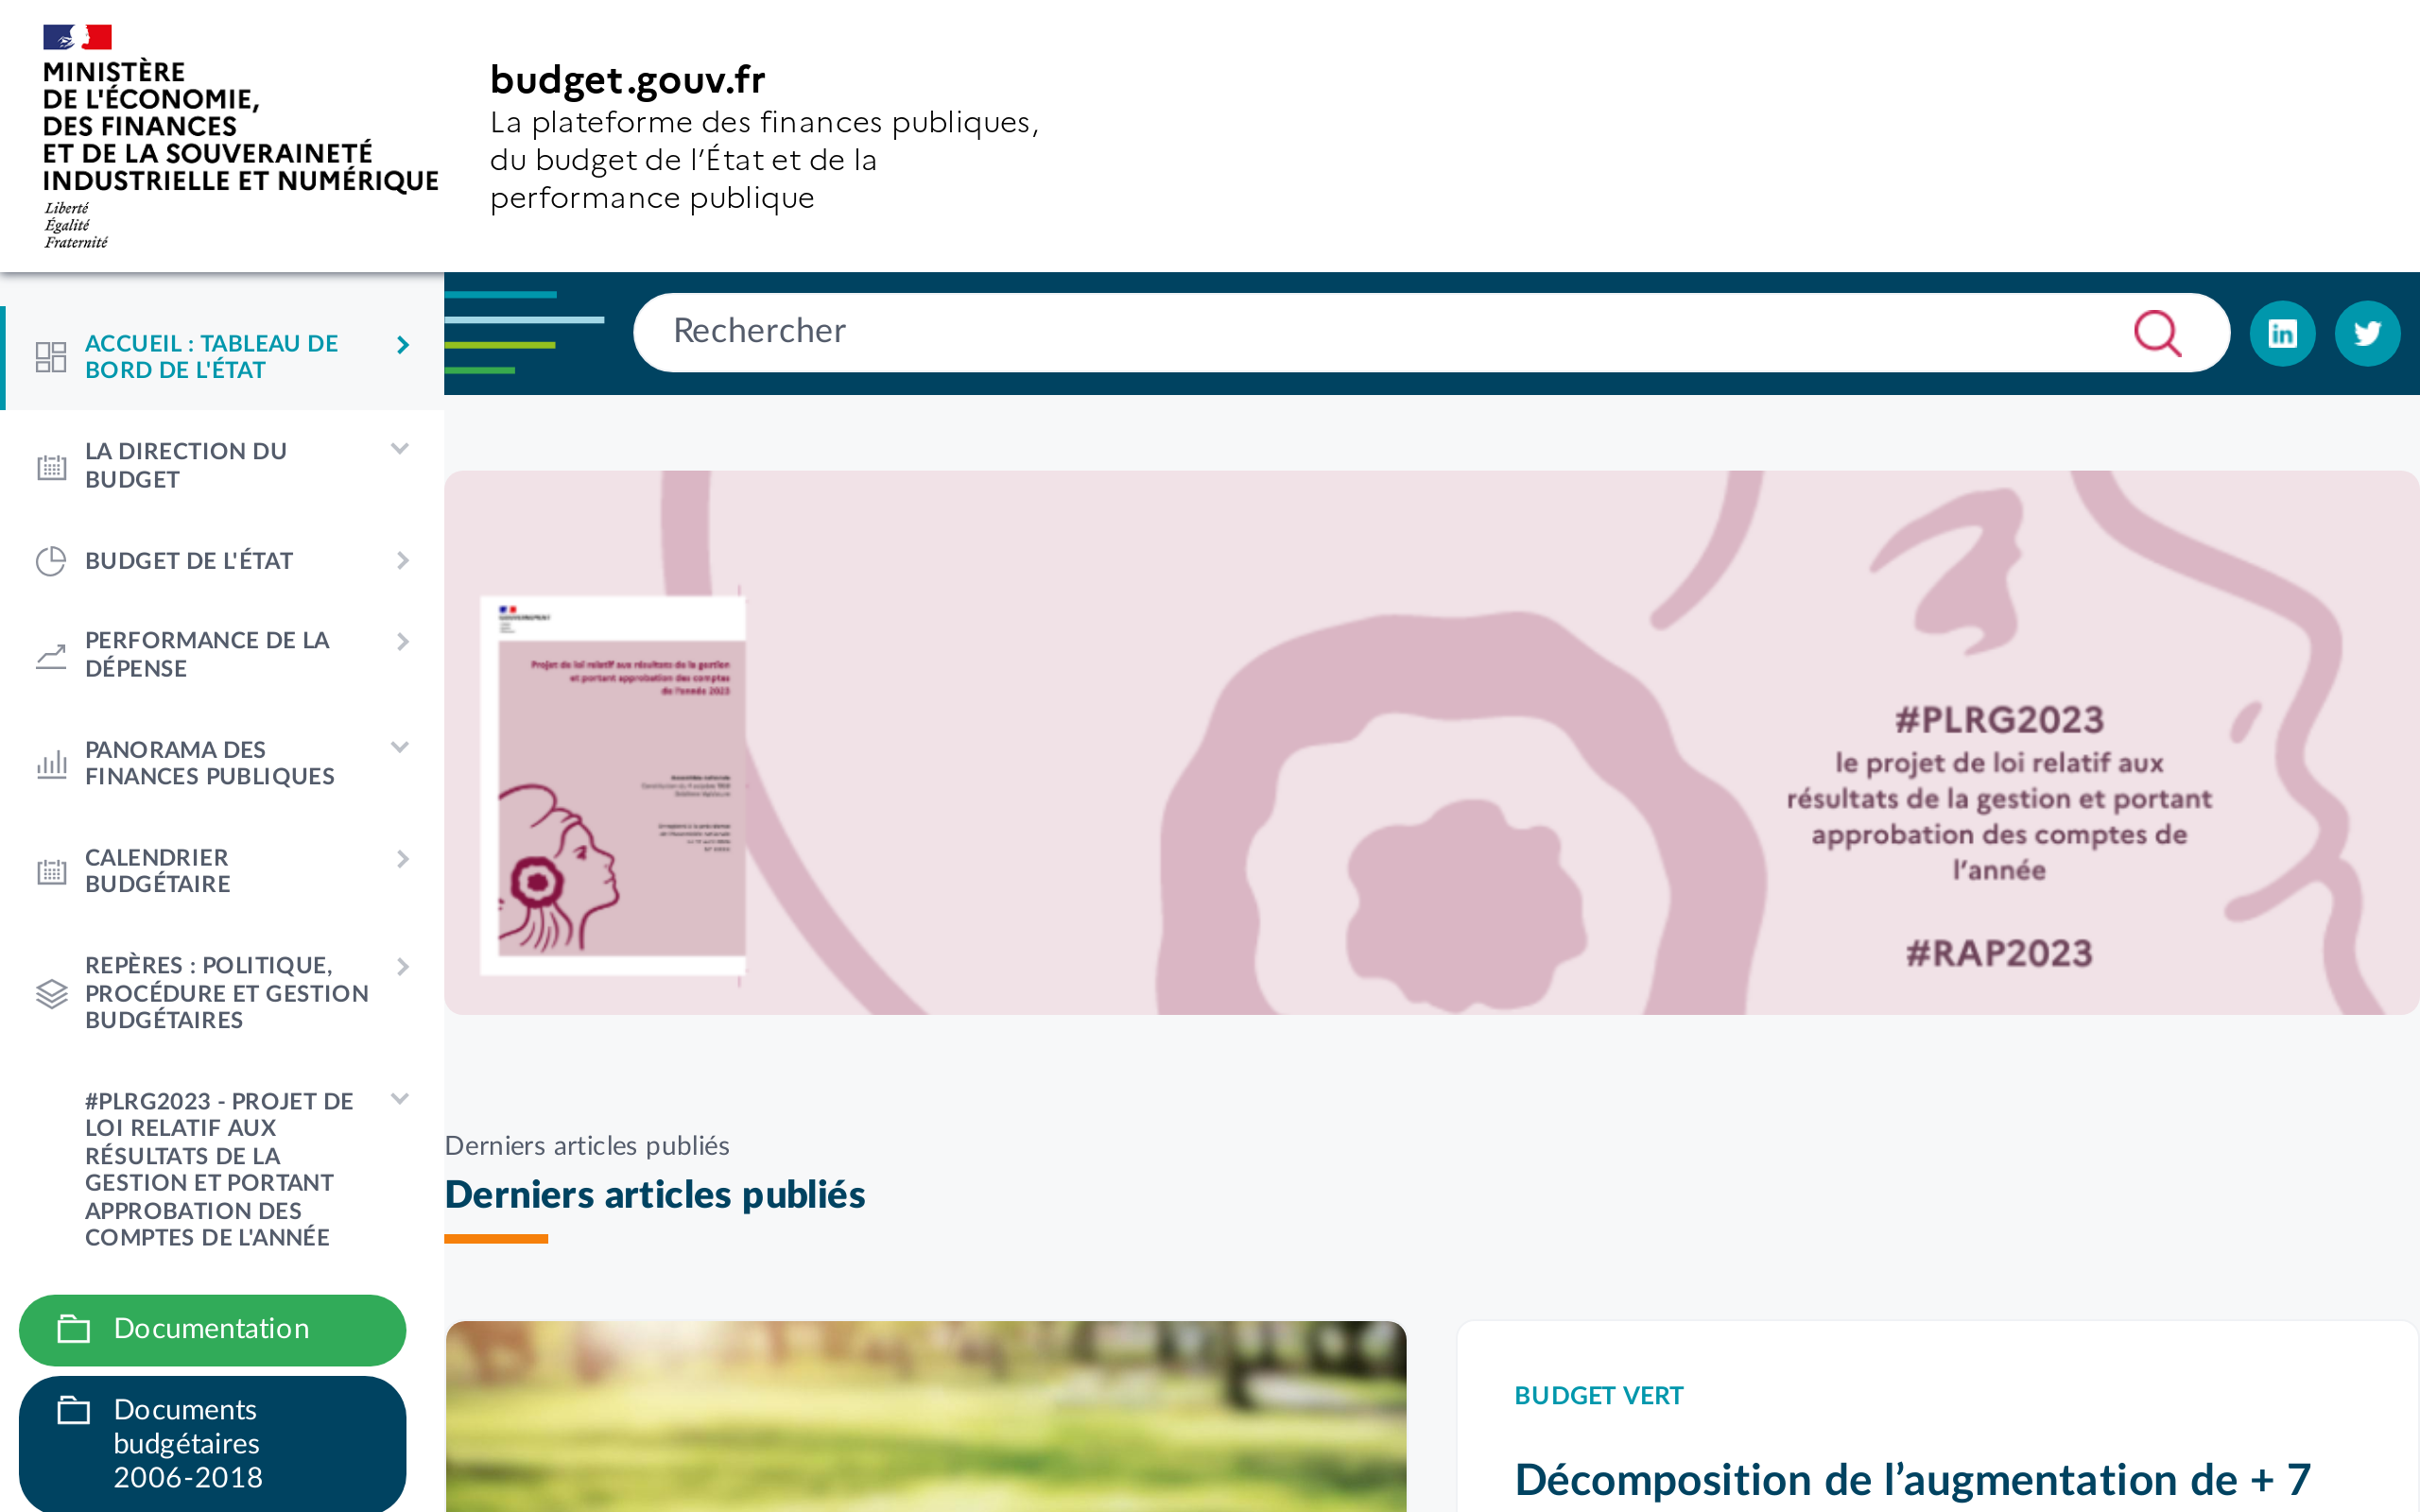 MINISTÈRE
DE L'ÉCONOMIE,
DES FINANCES
ET DE LA SOUVERAINETÉ
INDUSTRIELLE ET NUMÉRIQUE
Liberté
Égalité
Fraternité
budget.gouv.fr
La plateforme des finances publiques,
du budget de l’État et de la
performance publique
ACCUEIL : TABLEAU DE
BORD DE L'ÉTAT
LA DIRECTION DU
BUDGET
BUDGET DE L'ÉTAT
PERFORMANCE DE LA
DÉPENSE
PANORAMA DES
FINANCES PUBLIQUES
CALENDRIER
BUDGÉTAIRE
REPÈRES : POLITIQUE,
PROCÉDURE ET GESTION
BUDGÉTAIRES
#PLRG2023 - PROJET DE
LOI RELATIF AUX
RÉSULTATS DE LA
GESTION ET PORTANT
APPROBATION DES
COMPTES DE L'ANNÉE
Documentation
Documents
budgétaires
2006-2018
Rechercher
Projet de loi relatif aux résultats de la gestion
et portant approbation des comptes
de l'année 2023
Assemblée nationale
#PLRG2023
le projet de loi relatif aux
résultats de la gestion et portant
approbation des comptes de
l’année
#RAP2023
Derniers articles publiés
Derniers articles publiés
BUDGET VERT
Décomposition de l’augmentation de + 7